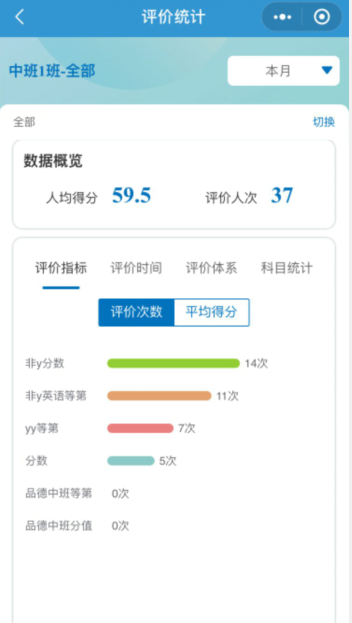 评价统计
中班1班-全部
本月
全部
切换
数据概览
人均得分 59.5 评价人次 37
评价指标 评价时间 评价体系 科目统计
评价次数 平均得分
非y分数 14次
非y英语等第 11次
yy等第 7次
分数 5次
品德中班等第 0次
品德中班分值 0次